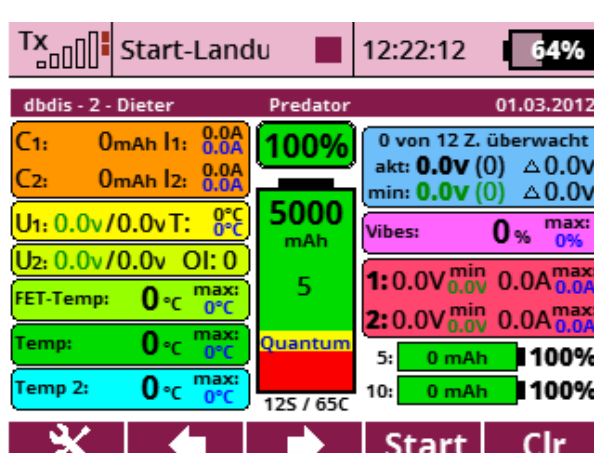 Tx Start-Landu 12:22:12 64%
dbdis - 2 - Dieter Predator 01.03.2012
C1: 0mAh I1: 0.0A 0.0A
C2: 0mAh I2: 0.0A 0.0A
U1: 0.0v/0.0v T: 0°C 0°C
U2: 0.0v/0.0v OI: 0
FET-Temp: 0 °C max: 0°C
Temp: 0 °C max: 0°C
Temp 2: 0 °C max: 0°C
100%
5000
mAh
5
Quantum
12S / 65C
0 von 12 Z. überwacht
akt: 0.0v (0) △0.0v
min: 0.0v (0) △0.0v
Vibes: 0 % max: 0%
1: 0.0V min 0.0V 0.0A max: 0.0A
2: 0.0V min 0.0V 0.0A max: 0.0A
5: 0 mAh 100%
10: 0 mAh 100%
Start Clr